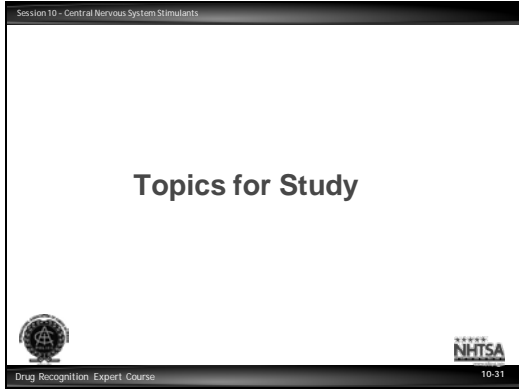 Session 10 - Central Nervous System Stimulants
Topics for Study
NHTSA
Drug Recognition Expert Course
10-31